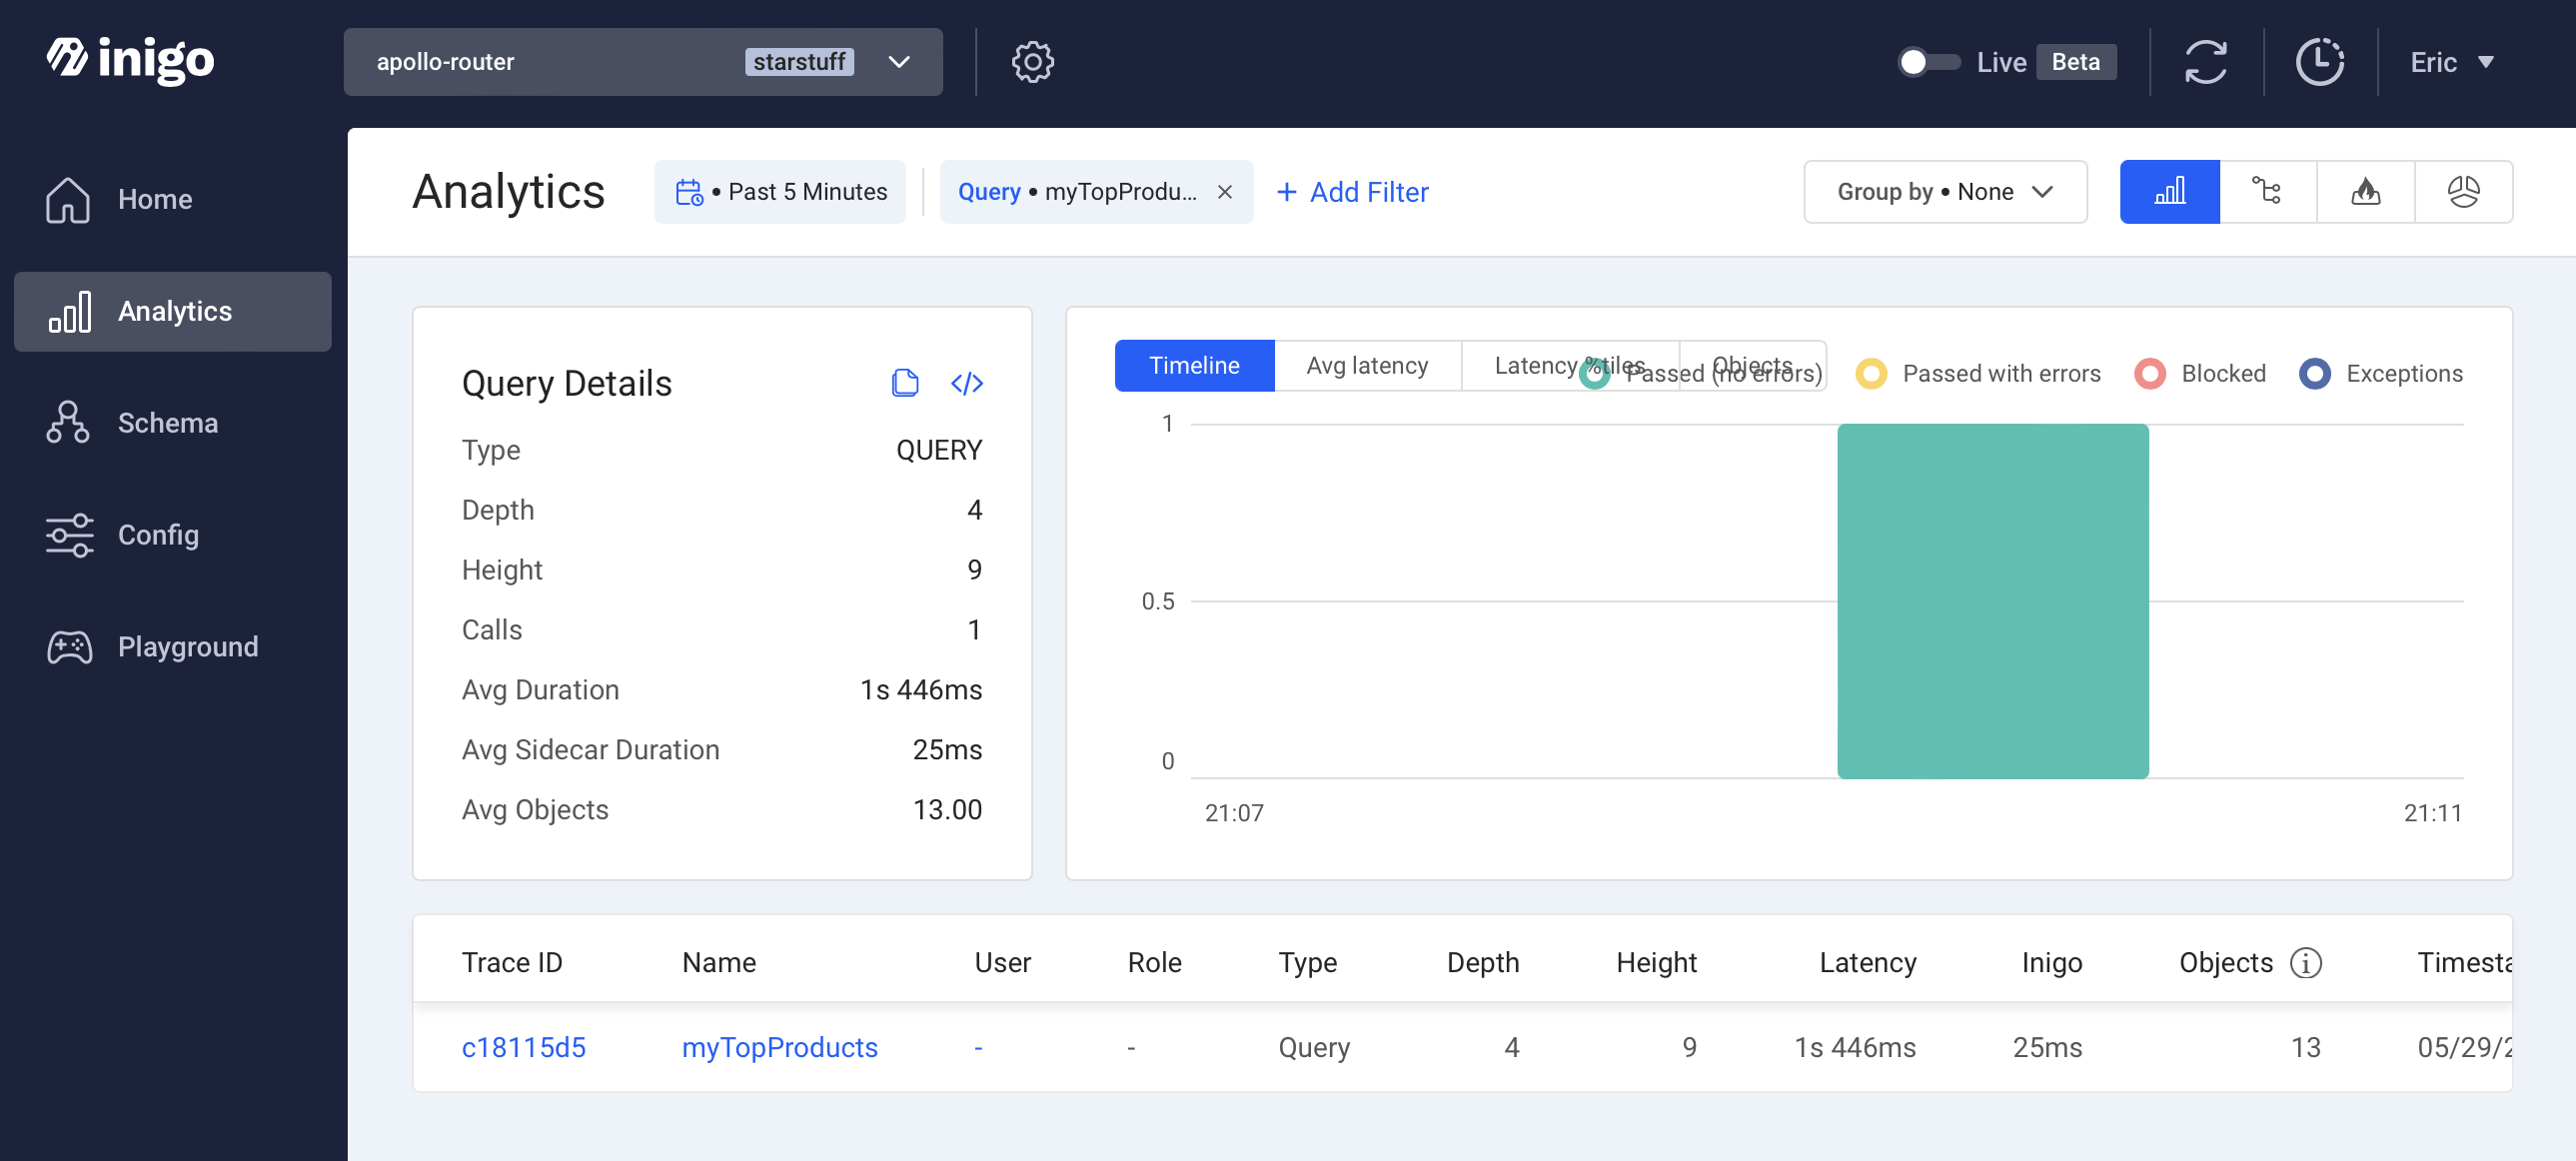 inigo
apollo-router starstuff
Live Beta
Eric
Home
Analytics
Schema
Config
Playground
Analytics
• Past 5 Minutes
Query • myTopProdu...
+ Add Filter
Group by • None
Query Details
Type QUERY
Depth 4
Height 9
Calls 1
Avg Duration 1s 446ms
Avg Sidecar Duration 25ms
Avg Objects 13.00
Timeline Avg latency Latency %tiles Objects
Passed (no errors) Passed with errors Blocked Exceptions
1
0.5
0
21:07 21:11
Trace ID Name User Role Type Depth Height Latency Inigo Objects Timesta
c18115d5 myTopProducts - - Query 4 9 1s 446ms 25ms 13 05/29/2